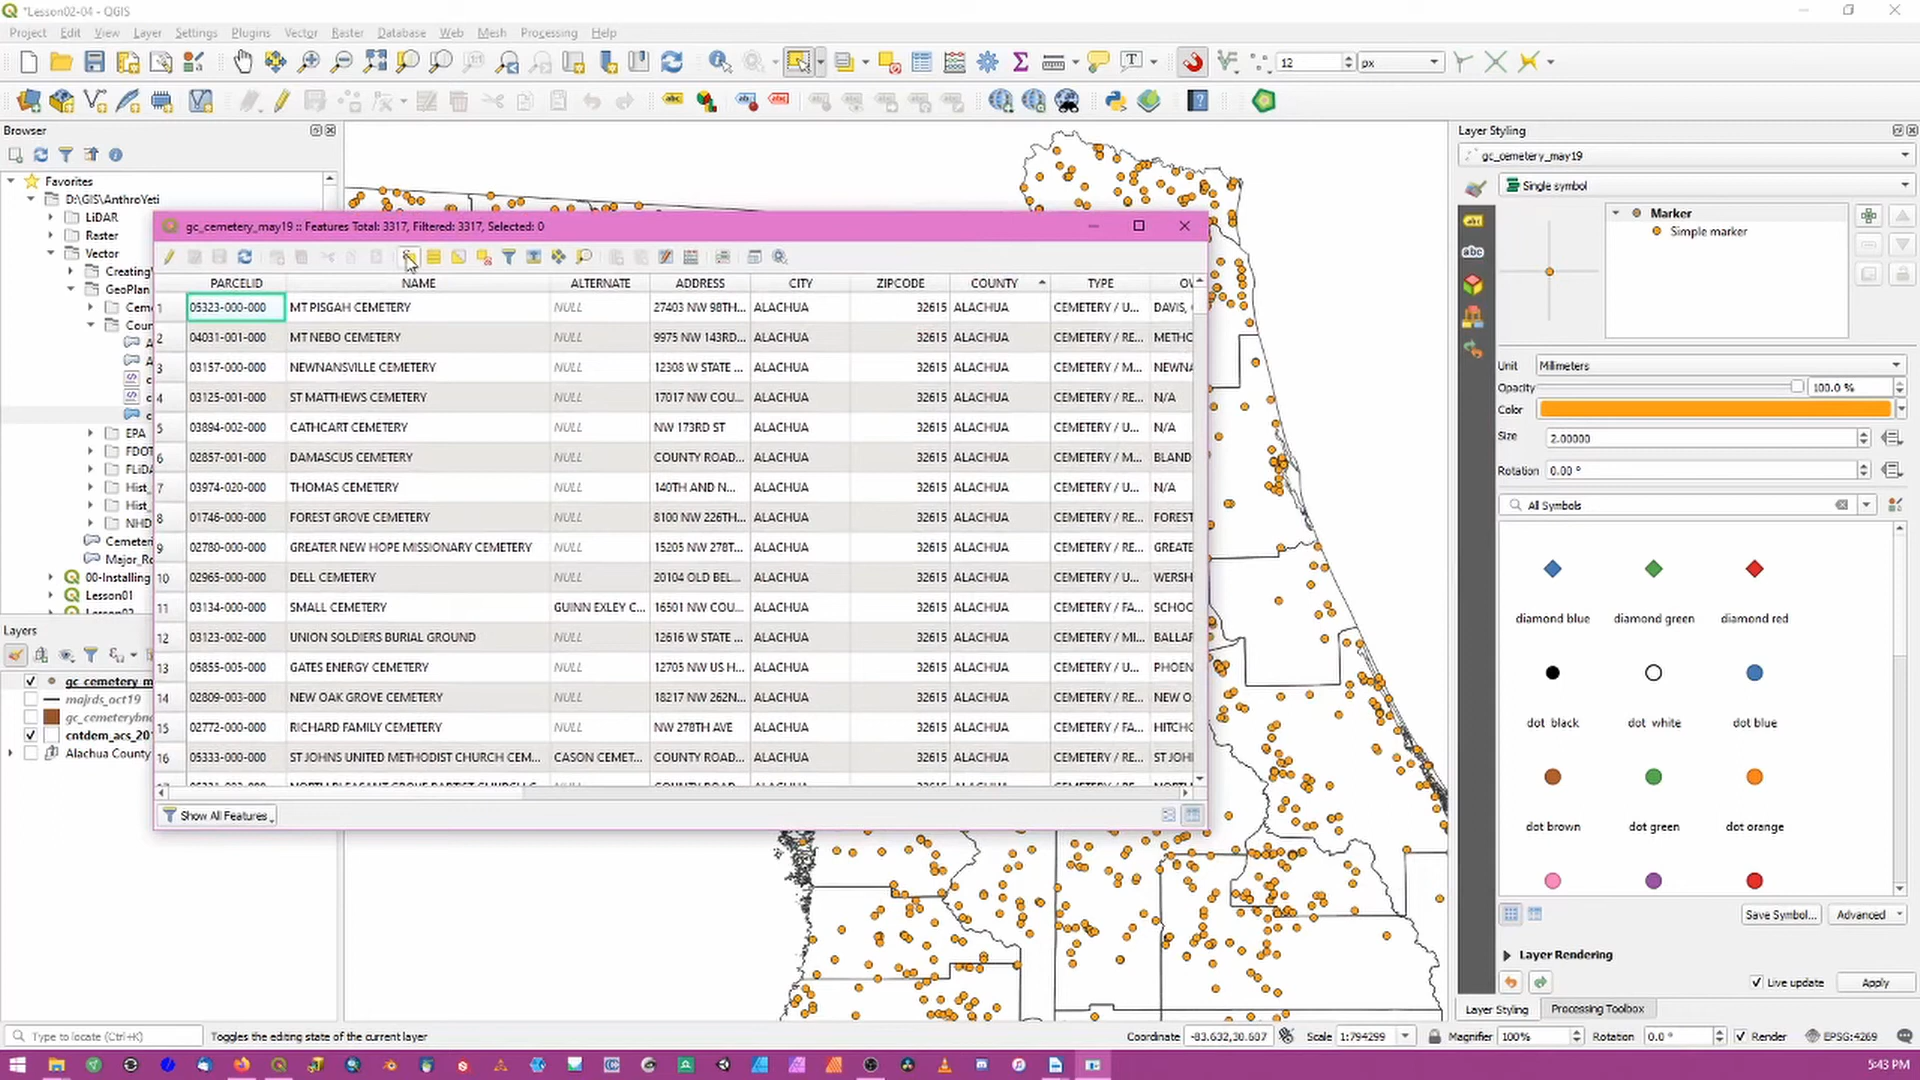 *Lesson02-04 - QGIS
Project Edit View Layer Settings Plugins Vector Raster Database Web Mesh Processing Help
12 px
Browser
Favorites
D:\GIS\AnthroYeti
LiDAR
Raster
Vector
Creating\
GeoPlan
Ceme
Coun
EPA
FDOT
FLiDA
Hist_
Hist_
NHD
Cemeteri
Major_Ro
00-Installing
Lesson01
Layers
gc_cemetery_m
majrds_oct19
gc_cemeterybnd
cntdem_acs_201
Alachua County
gc_cemetery_may19 :: Features Total: 3317, Filtered: 3317, Selected: 0
PARCELID NAME ALTERNATE ADDRESS CITY ZIPCODE COUNTY TYPE OV
1 05323-000-000 MT PISGAH CEMETERY NULL 27403 NW 98TH... ALACHUA 32615 ALACHUA CEMETERY / U... DAVIS,
2 04031-001-000 MT NEBO CEMETERY NULL 9975 NW 143RD... ALACHUA 32615 ALACHUA CEMETERY / RE... METHO
3 03157-000-000 NEWNANSVILLE CEMETERY NULL 12308 W STATE ... ALACHUA 32615 ALACHUA CEMETERY / M... NEWNA
4 03125-001-000 ST MATTHEWS CEMETERY NULL 17017 NW COU... ALACHUA 32615 ALACHUA CEMETERY / RE... N/A
5 03894-002-000 CATHCART CEMETERY NULL NW 173RD ST ALACHUA 32615 ALACHUA CEMETERY / U... N/A
6 02857-001-000 DAMASCUS CEMETERY NULL COUNTY ROAD... ALACHUA 32615 ALACHUA CEMETERY / M... BLAND
7 03974-020-000 THOMAS CEMETERY NULL 140TH AND N... ALACHUA 32615 ALACHUA CEMETERY / U... N/A
8 01746-000-000 FOREST GROVE CEMETERY NULL 8100 NW 226TH... ALACHUA 32615 ALACHUA CEMETERY / RE... FOREST
9 02780-000-000 GREATER NEW HOPE MISSIONARY CEMETERY NULL 15205 NW 278T... ALACHUA 32615 ALACHUA CEMETERY / RE... GREATE
10 02965-000-000 DELL CEMETERY NULL 20104 OLD BEL... ALACHUA 32615 ALACHUA CEMETERY / U... WERSH
11 03134-000-000 SMALL CEMETERY GUINN EXLEY C... 16501 NW COU... ALACHUA 32615 ALACHUA CEMETERY / FA... SCHOO
12 03123-002-000 UNION SOLDIERS BURIAL GROUND NULL 12616 W STATE ... ALACHUA 32615 ALACHUA CEMETERY / MI... BALLAR
13 05855-005-000 GATES ENERGY CEMETERY NULL 12705 NW US H... ALACHUA 32615 ALACHUA CEMETERY / U... PHOEN
14 02809-003-000 NEW OAK GROVE CEMETERY NULL 18217 NW 262N... ALACHUA 32615 ALACHUA CEMETERY / RE... NEW O
15 02772-000-000 RICHARD FAMILY CEMETERY NULL NW 278TH AVE ALACHUA 32615 ALACHUA CEMETERY / FA... HITCHC
16 05333-000-000 ST JOHNS UNITED METHODIST CHURCH CEM... CASON CEMET... COUNTY ROAD... ALACHUA 32615 ALACHUA CEMETERY / RE... ST JOH
Show All Features
Layer Styling
gc_cemetery_may19
Single symbol
Marker
Simple marker
Unit Milimeters
Opacity 100.0 %
Color
Size 2.00000
Rotation 0.00 °
All Symbols
diamond blue diamond green diamond red
dot black dot white dot blue
dot brown dot green dot orange
Save Symbol... Advanced
Layer Rendering
Live update Apply
Layer Styling Processing Toolbox
Type to locate (Ctrl+K) Toggles the editing state of the current layer Coordinate -83.632,30.607 Scale 1:794299 Magnifier 100% Rotation 0.0 ° Render EPSG:4269
5:43 PM